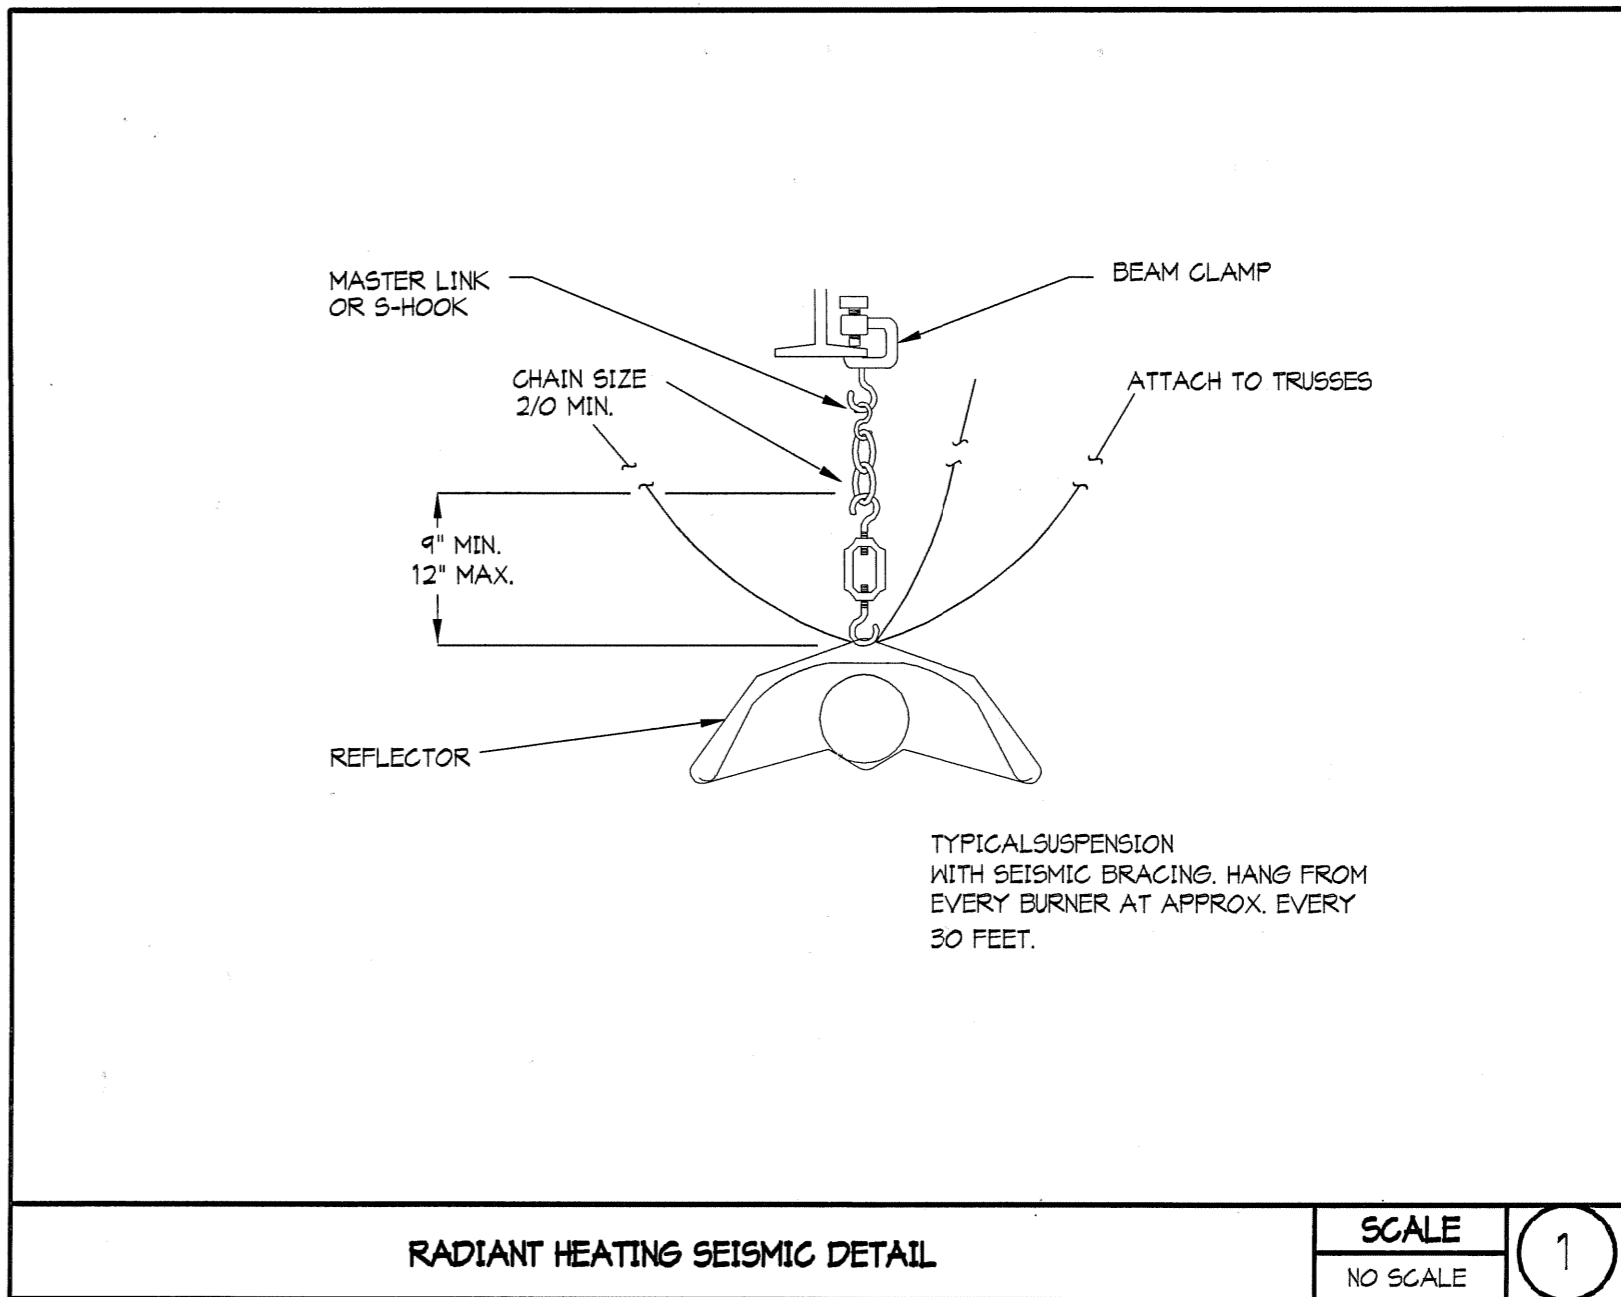 MASTER LINK
OR S-HOOK
BEAM CLAMP
CHAIN SIZE
2/0 MIN.
ATTACH TO TRUSSES
9" MIN.
12" MAX.
REFLECTOR
TYPICALSUSPENSION
WITH SEISMIC BRACING. HANG FROM
EVERY BURNER AT APPROX. EVERY
30 FEET.
RADIANT HEATING SEISMIC DETAIL
SCALE
NO SCALE
1